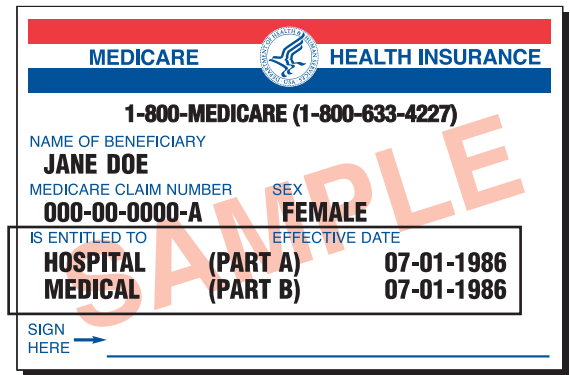 MEDICARE HEALTH INSURANCE
1-800-MEDICARE (1-800-633-4227)
NAME OF BENEFICIARY
JANE DOE
MEDICARE CLAIM NUMBER SEX
000-00-0000-A FEMALE
IS ENTITLED TO EFFECTIVE DATE
HOSPITAL (PART A) 07-01-1986
MEDICAL (PART B) 07-01-1986
SIGN
HERE
SAMPLE